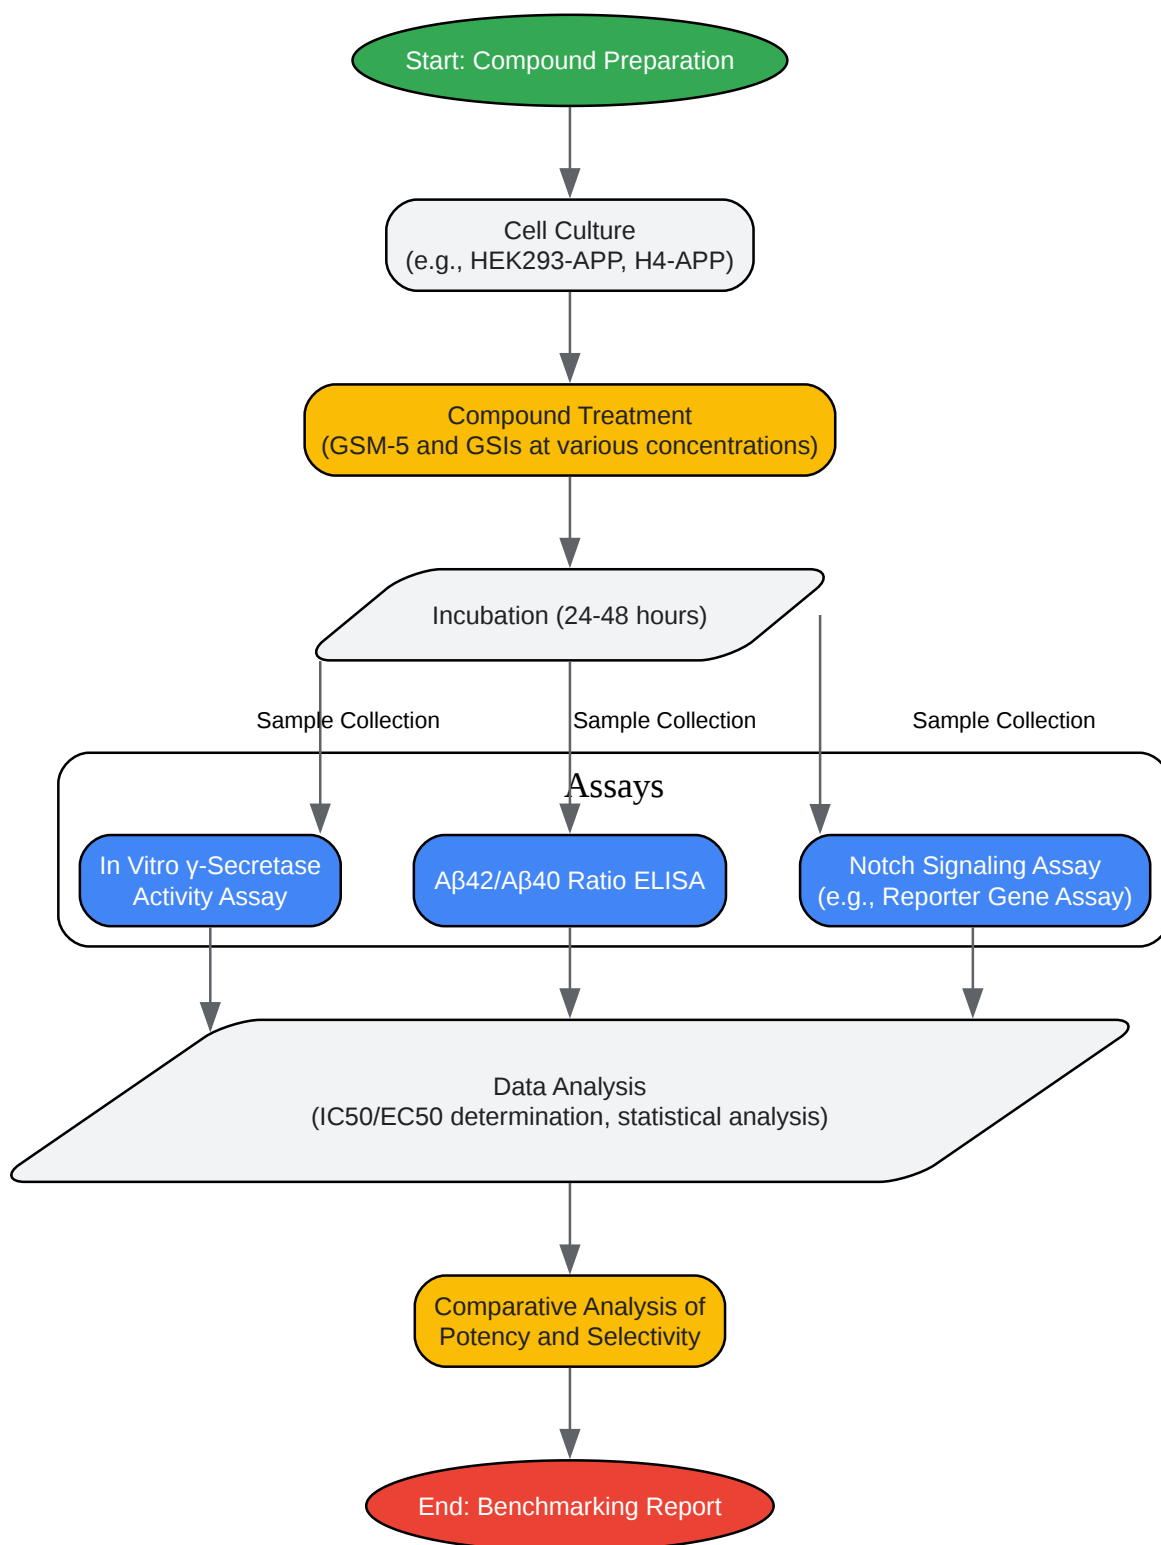 Start: Compound Preparation
Cell Culture
(e.g., HEK293-APP, H4-APP)
Compound Treatment
(GSM-5 and GSIs at various concentrations)
Incubation (24-48 hours)
Sample Collection
Sample Collection
Sample Collection
Assays
In Vitro γ-Secretase
Activity Assay
Aβ42/Aβ40 Ratio ELISA
Notch Signaling Assay
(e.g., Reporter Gene Assay)
Data Analysis
(IC50/EC50 determination, statistical analysis)
Comparative Analysis of
Potency and Selectivity
End: Benchmarking Report